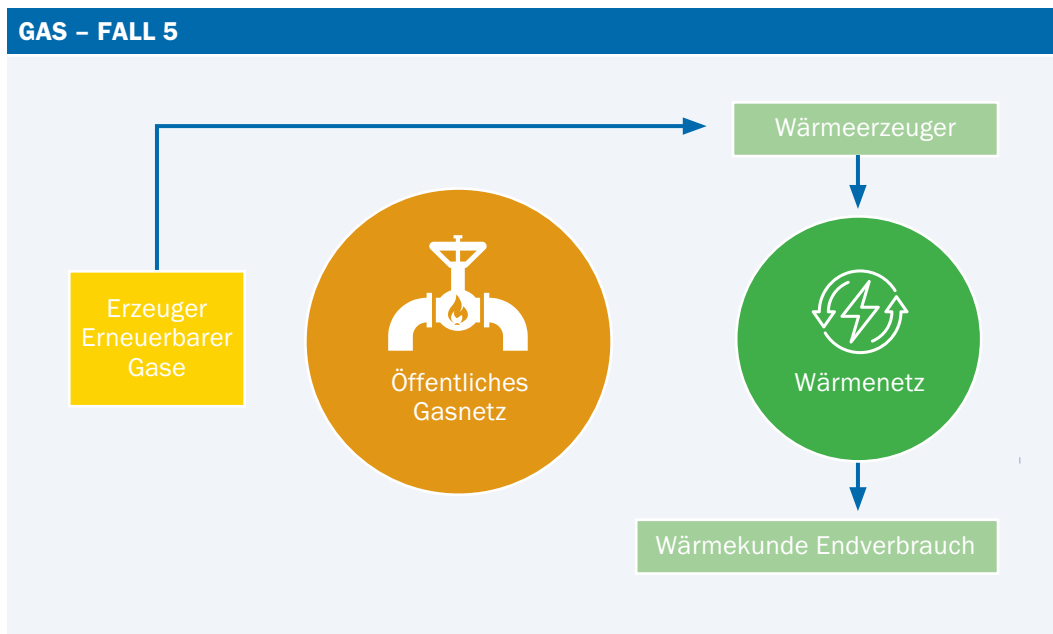 GAS – FALL 5
Wärmeerzeuger
Erzeuger
Erneuerbarer
Gase
Öffentliches
Gasnetz
Wärmenetz
Wärmekunde Endverbrauch